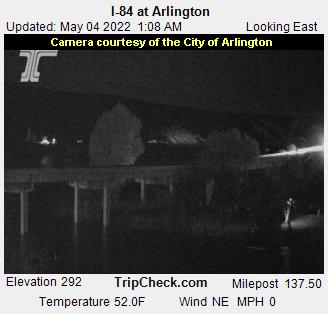 I-84 at Arlington
Updated: May 04 2022 1:08 AM Looking East
Camera courtesy of the City of Arlington
Elevation 292 TripCheck.com Milepost 137.50
Temperature 52.0F Wind NE MPH 0